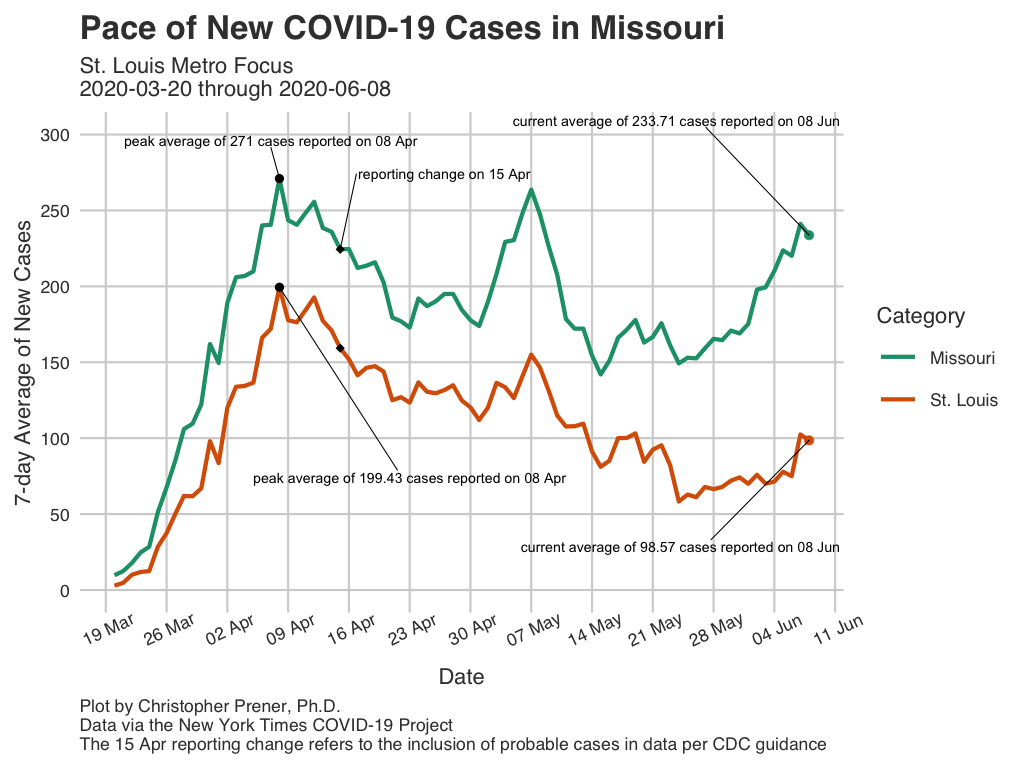 Pace of New COVID-19 Cases in Missouri
St. Louis Metro Focus
2020-03-20 through 2020-06-08
current average of 233.71 cases reported on 08 Jun
peak average of 271 cases reported on 08 Apr
reporting change on 15 Apr
peak average of 199.43 cases reported on 08 Apr
current average of 98.57 cases reported on 08 Jun
7-day Average of New Cases
300
250
200
150
100
50
0
19 Mar
26 Mar
02 Apr
09 Apr
16 Apr
23 Apr
30 Apr
07 May
14 May
21 May
28 May
04 Jun
11 Jun
Date
Category
Missouri
St. Louis
Plot by Christopher Prener, Ph.D.
Data via the New York Times COVID-19 Project
The 15 Apr reporting change refers to the inclusion of probable cases in data per CDC guidance